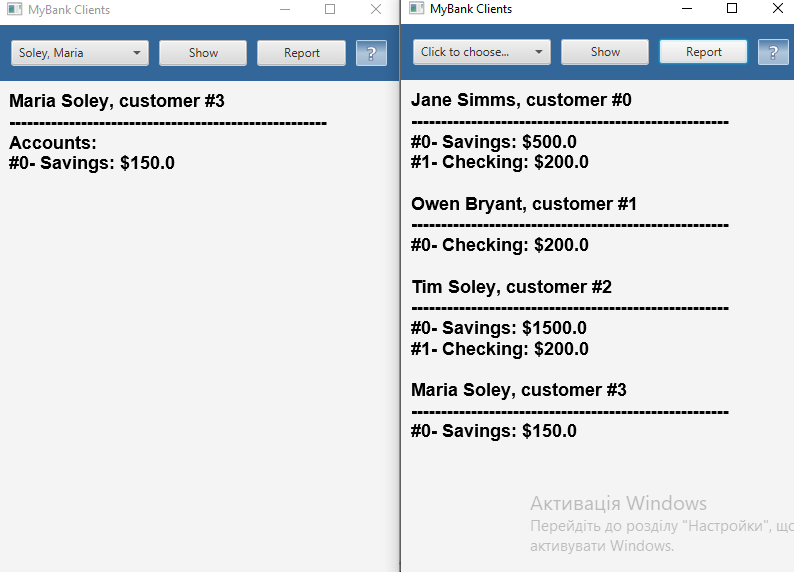 MyBank Clients
Soley, Maria
Show
Report
?
Maria Soley, customer #3
-----------------------------------------------------
Accounts:
#0- Savings: $150.0
MyBank Clients
Click to choose...
Show
Report
?
Jane Simms, customer #0
-----------------------------------------------------
#0- Savings: $500.0
#1- Checking: $200.0
Owen Bryant, customer #1
-----------------------------------------------------
#0- Checking: $200.0
Tim Soley, customer #2
-----------------------------------------------------
#0- Savings: $1500.0
#1- Checking: $200.0
Maria Soley, customer #3
-----------------------------------------------------
#0- Savings: $150.0
Активація Windows
Перейдіть до розділу "Настройки", що
активувати Windows.